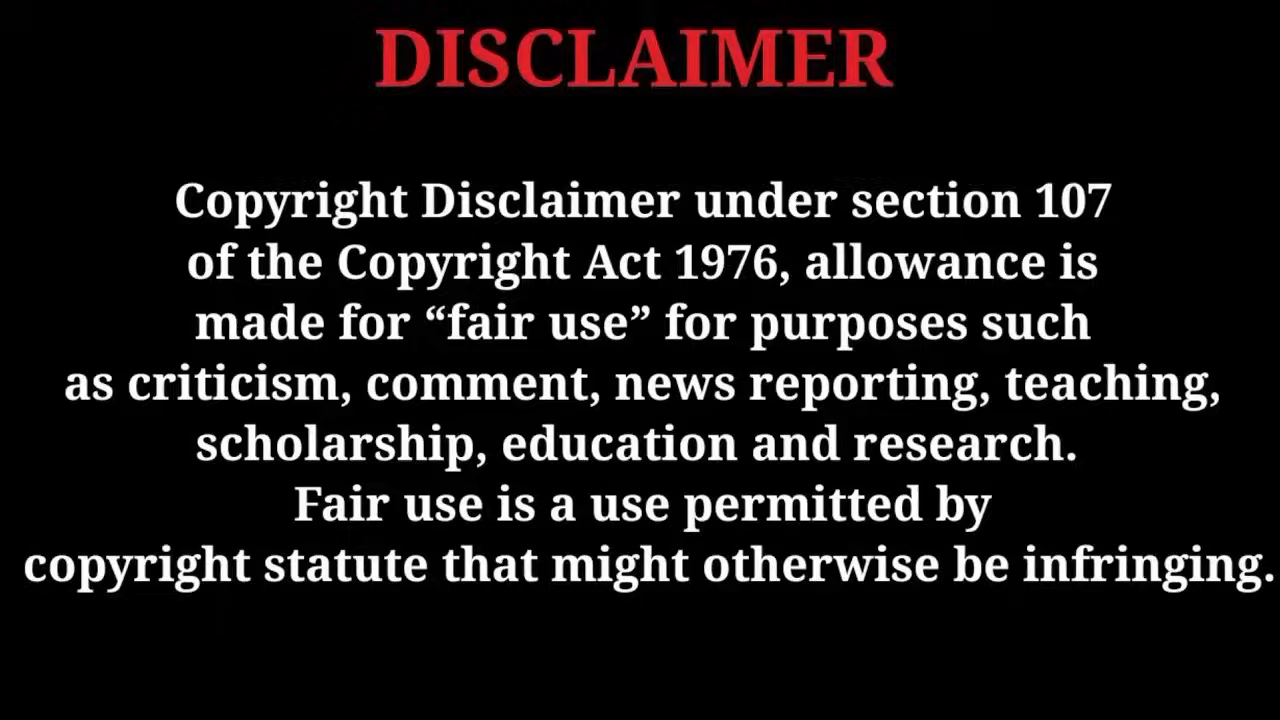 DISCLAIMER
Copyright Disclaimer under section 107
of the Copyright Act 1976, allowance is
made for “fair use” for purposes such
as criticism, comment, news reporting, teaching,
scholarship, education and research.
Fair use is a use permitted by
copyright statute that might otherwise be infringing.